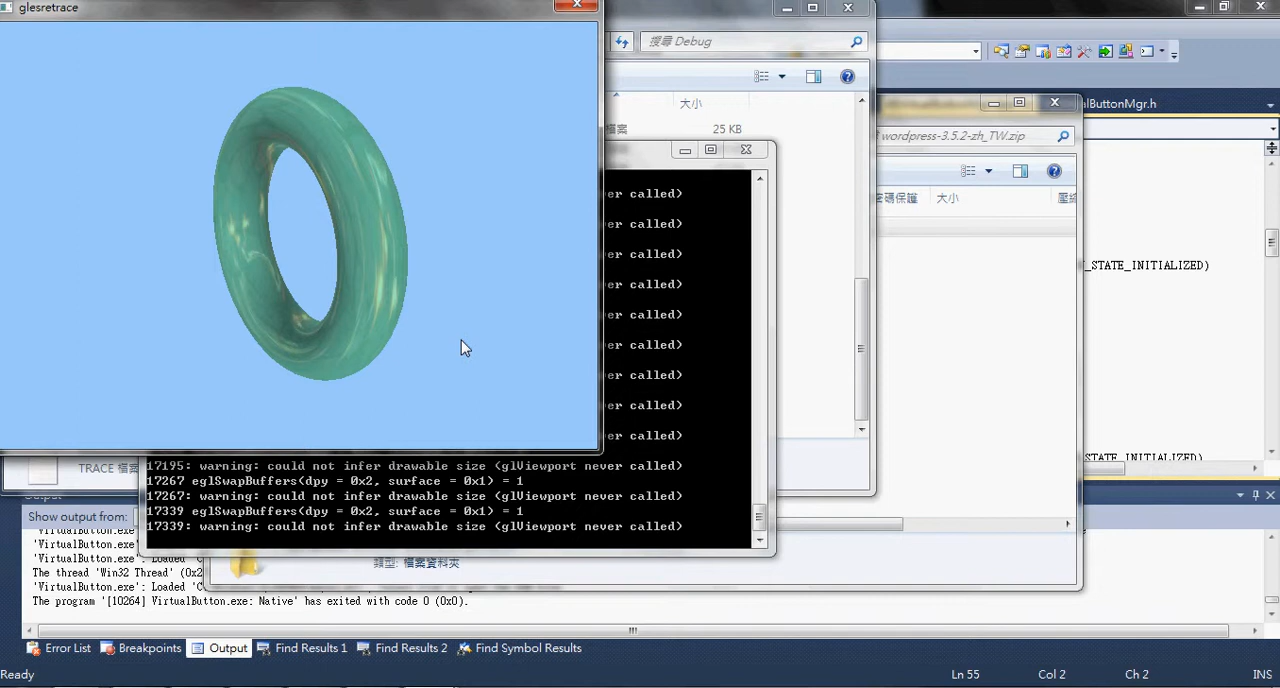 glesretrace
搜尋 Debug
大小
檔案
25 KB
wordpress-3.5.2-zh_TW.zip
大小
ualButtonMgr.h
er called)
er called)
er called)
er called)
er called)
er called)
er called)
er called)
er called)
_STATE_INITIALIZED)
_STATE_INITIALIZED)
TRACE 檔案
17195: warning: could not infer drawable size (glViewport never called)
17267 eglSwapBuffers(dpy = 0x2, surface = 0x1) = 1
17267: warning: could not infer drawable size (glViewport never called)
17339 eglSwapBuffers(dpy = 0x2, surface = 0x1) = 1
17339: warning: could not infer drawable size (glViewport never called)
類型: 檔案資料夾
Output
Show output from:
'VirtualButton.exe
'VirtualButton.exe
'VirtualButton.exe': Loaded 'C
The thread 'Win32 Thread' (0x2
'VirtualButton.exe': Loaded 'C
The program '[10264] VirtualButton.exe: Native' has exited with code 0 (0x0).
Error List
Breakpoints
Output
Find Results 1
Find Results 2
Find Symbol Results
Ready
Ln 55
Col 2
Ch 2
INS